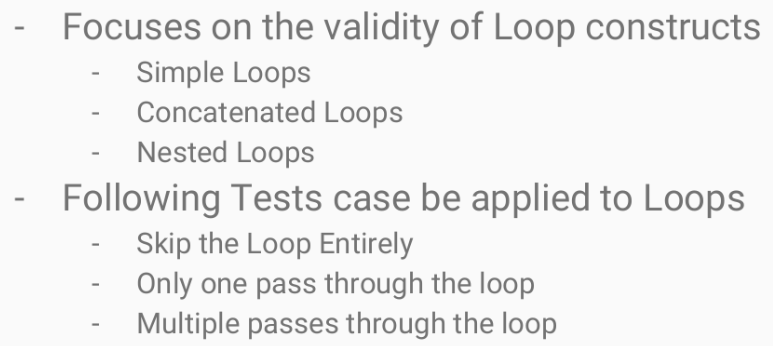 - Focuses on the validity of Loop constructs
- Simple Loops
- Concatenated Loops
- Nested Loops
- Following Tests case be applied to Loops
- Skip the Loop Entirely
- Only one pass through the loop
- Multiple passes through the loop